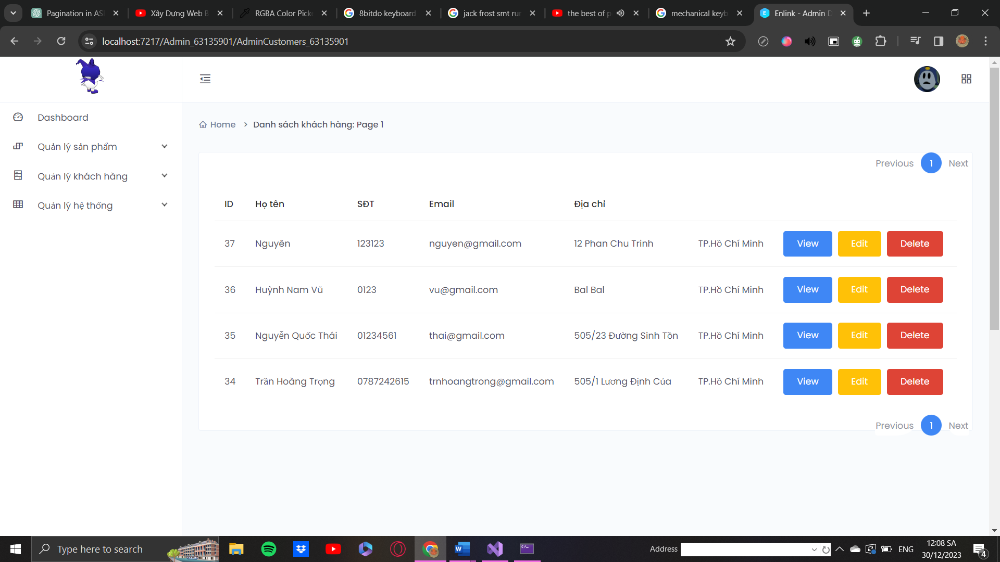 Pagination in AS
Xây Dựng Web B
RGBA Color Picke
8bitdo keyboard
jack frost smt rur
the best of p
mechanical keyb
Enlink - Admin D
localhost:7217/Admin_63135901/AdminCustomers_63135901
Dashboard
Quản lý sản phẩm
Quản lý khách hàng
Quản lý hệ thống
Home > Danh sách khách hàng: Page 1
Previous 1 Next
ID Họ tên SĐT Email Địa chỉ
37 Nguyên 123123 nguyen@gmail.com 12 Phan Chu Trinh TP.Hồ Chí Minh View Edit Delete
36 Huỳnh Nam Vũ 0123 vu@gmail.com Bal Bal TP.Hồ Chí Minh View Edit Delete
35 Nguyễn Quốc Thái 01234561 thai@gmail.com 505/23 Đường Sinh Tồn TP.Hồ Chí Minh View Edit Delete
34 Trần Hoàng Trọng 0787242615 trnhoangtrong@gmail.com 505/1 Lương Định Của TP.Hồ Chí Minh View Edit Delete
Previous 1 Next
Type here to search
Address
ENG
12:08 SA
30/12/2023
4